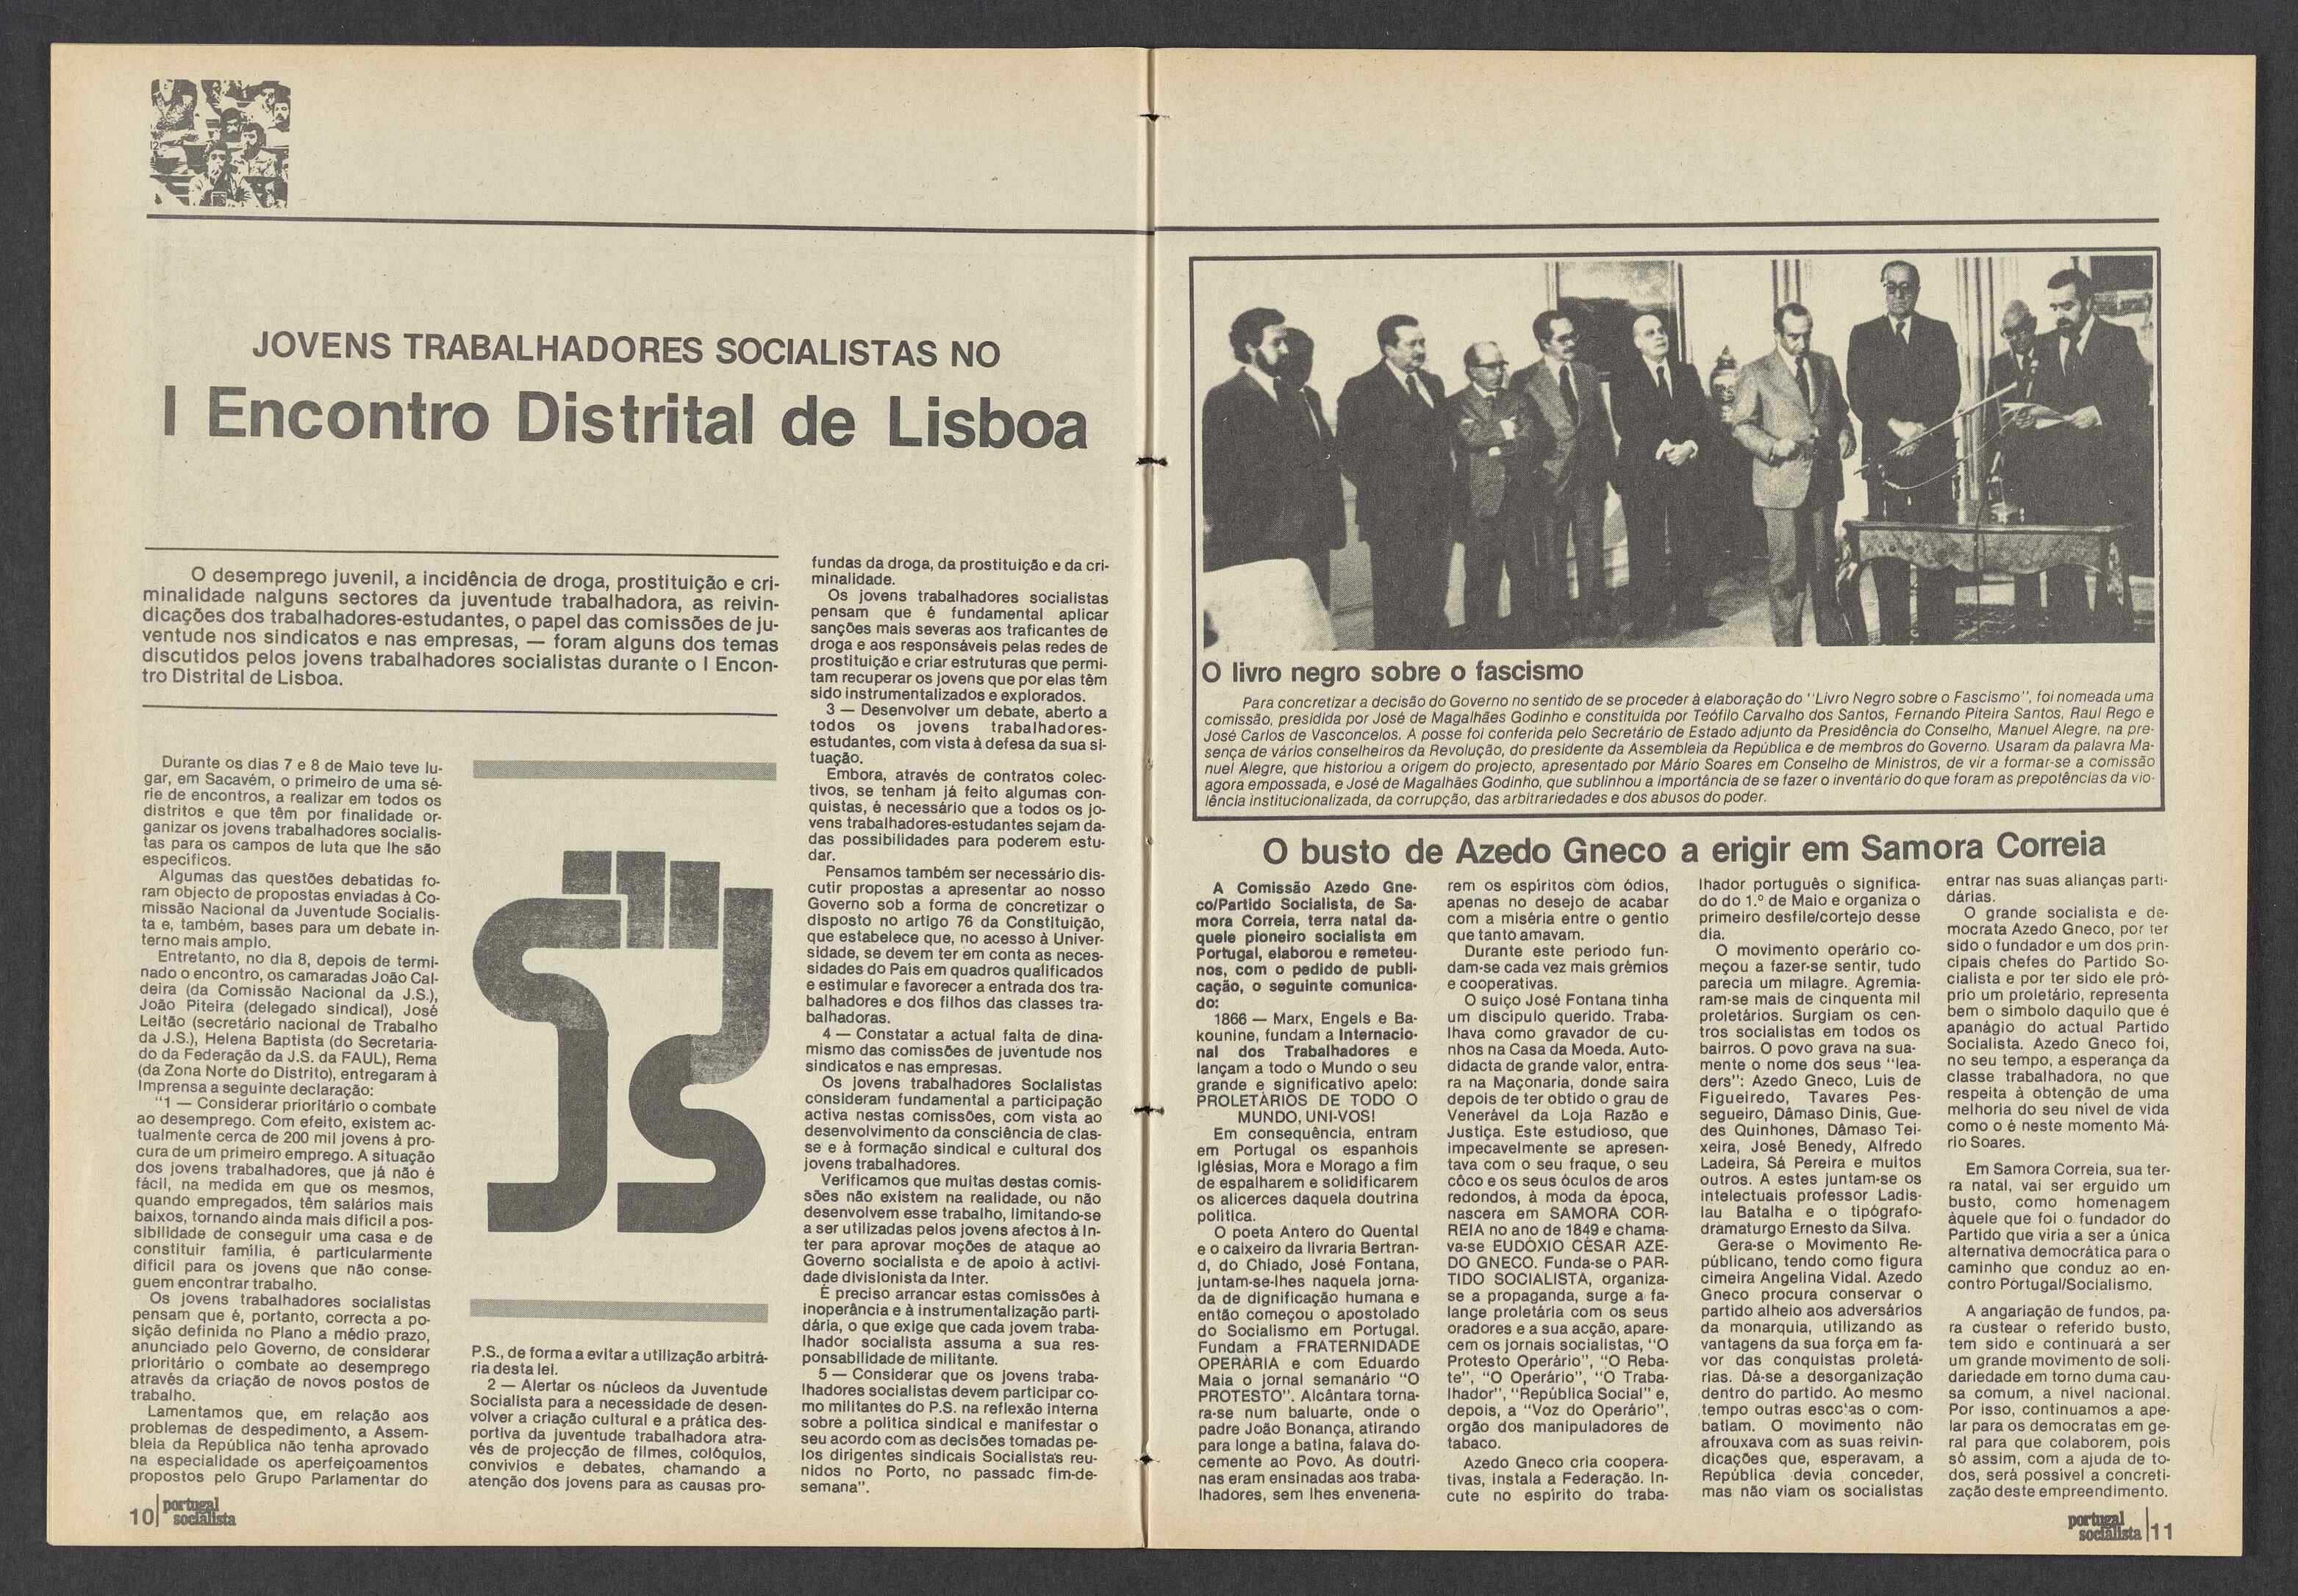 JOVENS TRABALHADORES SOCIALISTAS NO
I Encontro Distrital de Lisboa
O desemprego juvenil, a incidência de droga, prostituição e cri-
minalidade nalguns sectores da juventude trabalhadora, as reivin-
dicações dos trabalhadores-estudantes, o papel das comissões de ju-
ventude nos sindicatos e nas empresas, — foram alguns dos temas
discutidos pelos jovens trabalhadores socialistas durante o I Encon-
tro Distrital de Lisboa.
Durante os dias 7 e 8 de Maio teve lu-
gar, em Sacavém, o primeiro de uma sé-
rie de encontros, a realizar em todos os
distritos e que têm por finalidade or-
ganizar os jovens trabalhadores socialis-
tas para os campos de luta que lhe são
específicos.
Algumas das questões debatidas fo-
ram objecto de propostas enviadas à Co-
missão Nacional da Juventude Socialis-
ta e, também, bases para um debate in-
terno mais amplo.
Entretanto, no dia 8, depois de termi-
nado o encontro, os camaradas João Cal-
deira (da Comissão Nacional da J.S.),
João Piteira (delegado sindical), José
Leitão (secretário nacional de Trabalho
da J.S.), Helena Baptista (do Secretaria-
do da Federação da J.S. da FAUL), Rema
(da Zona Norte do Distrito), entregaram à
Imprensa a seguinte declaração:
"1 — Considerar prioritário o combate
ao desemprego. Com efeito, existem ac-
tualmente cerca de 200 mil jovens à pro-
cura de um primeiro emprego. A situação
dos jovens trabalhadores, que já não é
fácil, na medida em que os mesmos,
quando empregados, têm salários mais
baixos, tornando ainda mais difícil a pos-
sibilidade de conseguir uma casa e de
constituir família, é particularmente
difícil para os jovens que não conse-
guem encontrar trabalho.
Os jovens trabalhadores socialistas
pensam que é, portanto, correcta a po-
sição definida no Plano a médio prazo,
anunciado pelo Governo, de considerar
prioritário o combate ao desemprego
através da criação de novos postos de
trabalho.
Lamentamos que, em relação aos
problemas de despedimento, a Assem-
bleia da República não tenha aprovado
na especialidade os aperfeiçoamentos
propostos pelo Grupo Parlamentar do
JS
P.S., de forma a evitar a utilização arbitrá-
ria desta lei.
2 — Alertar os núcleos da Juventude
Socialista para a necessidade de desen-
volver a criação cultural e a prática des-
portiva da juventude trabalhadora atra-
vés de projecção de filmes, colóquios,
convívios e debates, chamando a
atenção dos jovens para as causas pro-
fundas da droga, da prostituição e da cri-
minalidade.
Os jovens trabalhadores socialistas
pensam que é fundamental aplicar
sanções mais severas aos traficantes de
droga e aos responsáveis pelas redes de
prostituição e criar estruturas que permi-
tam recuperar os jovens que por elas têm
sido instrumentalizados e explorados.
3 — Desenvolver um debate, aberto a
todos os jovens trabalhadores-
estudantes, com vista à defesa da sua si-
tuação.
Embora, através de contratos colec-
tivos, se tenham já feito algumas con-
quistas, é necessário que a todos os jo-
vens trabalhadores-estudantes sejam da-
das possibilidades para poderem estu-
dar.
Pensamos também ser necessário dis-
cutir propostas a apresentar ao nosso
Governo sob a forma de concretizar o
disposto no artigo 76 da Constituição,
que estabelece que, no acesso à Univer-
sidade, se devem ter em conta as neces-
sidades do País em quadros qualificados
e estimular e favorecer a entrada dos tra-
balhadores e dos filhos das classes tra-
balhadoras.
4 — Constatar a actual falta de dina-
mismo das comissões de juventude nos
sindicatos e nas empresas.
Os jovens trabalhadores Socialistas
consideram fundamental a participação
activa nestas comissões, com vista ao
desenvolvimento da consciência de clas-
se e à formação sindical e cultural dos
jovens trabalhadores.
Verificamos que muitas destas comis-
sões não existem na realidade, ou não
desenvolvem esse trabalho, limitando-se
a ser utilizadas pelos jovens afectos à In-
ter para aprovar moções de ataque ao
Governo socialista e de apoio à activi-
dade divisionista da Inter.
É preciso arrancar estas comissões à
inoperância e à instrumentalização parti-
dária, o que exige que cada jovem traba-
lhador socialista assuma a sua res-
ponsabilidade de militante.
5 — Considerar que os jovens traba-
lhadores socialistas devem participar co-
mo militantes do P.S. na reflexão interna
sobre a política sindical e manifestar o
seu acordo com as decisões tomadas pe-
los dirigentes sindicais Socialistas reu-
nidos no Porto, no passado fim-de-
semana".
10 portugal
socialista
O livro negro sobre o fascismo
Para concretizar a decisão do Governo no sentido de se proceder à elaboração do "Livro Negro sobre o Fascismo", foi nomeada uma
comissão, presidida por José de Magalhães Godinho e constituída por Teófilo Carvalho dos Santos, Fernando Piteira Santos, Raul Rego e
José Carlos de Vasconcelos. A posse foi conferida pelo Secretário de Estado adjunto da Presidência do Conselho, Manuel Alegre, na pre-
sença de vários conselheiros da Revolução, do presidente da Assembleia da República e de membros do Governo. Usaram da palavra Ma-
nuel Alegre, que historiou a origem do projecto, apresentado por Mário Soares em Conselho de Ministros, de vir a formar-se a comissão
agora empossada, e José de Magalhães Godinho, que sublinhou a importância de se fazer o inventário do que foram as prepotências da vio-
lência institucionalizada, da corrupção, das arbitrariedades e dos abusos do poder.
O busto de Azedo Gneco a erigir em Samora Correia
A Comissão Azedo Gne-
co/Partido Socialista, de Sa-
mora Correia, terra natal da-
quele pioneiro socialista em
Portugal, elaborou e remeteu-
nos, com o pedido de publi-
cação, o seguinte comunica-
do:
1866 — Marx, Engels e Ba-
kounine, fundam a Internacio-
nal dos Trabalhadores e
lançam a todo o Mundo o seu
grande e significativo apelo:
PROLETÁRIOS DE TODO O
MUNDO, UNI-VOS!
Em consequência, entram
em Portugal os espanhois
Iglésias, Mora e Morago a fim
de espalharem e solidificarem
os alicerces daquela doutrina
política.
O poeta Antero do Quental
e o caixeiro da livraria Bertran-
d, do Chiado, José Fontana,
juntam-se-lhes naquela jorna-
da de dignificação humana e
então começou o apostolado
do Socialismo em Portugal.
Fundam a FRATERNIDADE
OPERÁRIA e com Eduardo
Maia o jornal semanário "O
PROTESTO". Alcântara torna-
ra-se num baluarte, onde o
padre João Bonança, atirando
para longe a batina, falava do-
cemente ao Povo. As doutri-
nas eram ensinadas aos traba-
lhadores, sem lhes envenena-
rem os espíritos com ódios,
apenas no desejo de acabar
com a miséria entre o gentio
que tanto amavam.
Durante este período fun-
dam-se cada vez mais grémios
e cooperativas.
O suiço José Fontana tinha
um discípulo querido. Traba-
lhava como gravador de cu-
nhos na Casa da Moeda. Auto-
didacta de grande valor, entra-
ra na Maçonaria, donde saira
depois de ter obtido o grau de
Venerável da Loja Razão e
Justiça. Este estudioso, que
impecavelmente se apresen-
tava com o seu fraque, o seu
côco e os seus óculos de aros
redondos, à moda da época,
nascera em SAMORA COR-
REIA no ano de 1849 e chama-
va-se EUDÓXIO CÉSAR AZE-
DO GNECO. Funda-se o PAR-
TIDO SOCIALISTA, organiza-
se a propaganda, surge a fa-
lange proletária com os seus
oradores e a sua acção, apare-
cem os jornais socialistas, "O
Protesto Operário", "O Reba-
te", "O Operário", "O Traba-
lhador", "República Social" e,
depois, a "Voz do Operário",
orgão dos manipuladores de
tabaco.
Azedo Gneco cria coopera-
tivas, instala a Federação. In-
cute no espírito do traba-
lhador português o significa-
do do 1.º de Maio e organiza o
primeiro desfile/cortejo desse
dia.
O movimento operário co-
meçou a fazer-se sentir, tudo
parecia um milagre. Agremia-
ram-se mais de cinquenta mil
proletários. Surgiam os cen-
tros socialistas em todos os
bairros. O povo grava na sua-
mente o nome dos seus "lea-
ders": Azedo Gneco, Luis de
Figueiredo, Tavares Pes-
segueiro, Dâmaso Dinis, Gue-
des Quinhones, Dâmaso Tei-
xeira, José Benedy, Alfredo
Ladeira, Sá Pereira e muitos
outros. A estes juntam-se os
intelectuais professor Ladis-
lau Batalha e o tipógrafo-
dramaturgo Ernesto da Silva.
Gera-se o Movimento Re-
públicano, tendo como figura
cimeira Angelina Vidal. Azedo
Gneco procura conservar o
partido alheio aos adversários
da monarquia, utilizando as
vantagens da sua força em fa-
vor das conquistas proletá-
rias. Dá-se a desorganização
dentro do partido. Ao mesmo
tempo outras as com-
batiam. O movimento não
afrouxava com as suas reivin-
dicações que, esperavam, a
República devia conceder,
mas não viam os socialistas
entrar nas suas alianças parti-
dárias.
O grande socialista e de-
mocrata Azedo Gneco, por ter
sido o fundador e um dos prin-
cipais chefes do Partido So-
cialista e por ter sido ele pró-
prio um proletário, representa
bem o símbolo daquilo que é
apanágio do actual Partido
Socialista. Azedo Gneco foi,
no seu tempo, a esperança da
classe trabalhadora, no que
respeita à obtenção de uma
melhoria do seu nível de vida
como o é neste momento Má-
rio Soares.
Em Samora Correia, sua ter-
ra natal, vai ser erguido um
busto, como homenagem
àquele que foi o fundador do
Partido que viria a ser a única
alternativa democrática para o
caminho que conduz ao en-
contro Portugal/Socialismo.
A angariação de fundos, pa-
ra custear o referido busto,
tem sido e continuará a ser
um grande movimento de soli-
dariedade em torno duma cau-
sa comum, a nível nacional.
Por isso, continuamos a ape-
lar para os democratas em ge-
ral para que colaborem, pois
só assim, com a ajuda de to-
dos, será possível a concreti-
zação deste empreendimento.
portugal
socialista 11